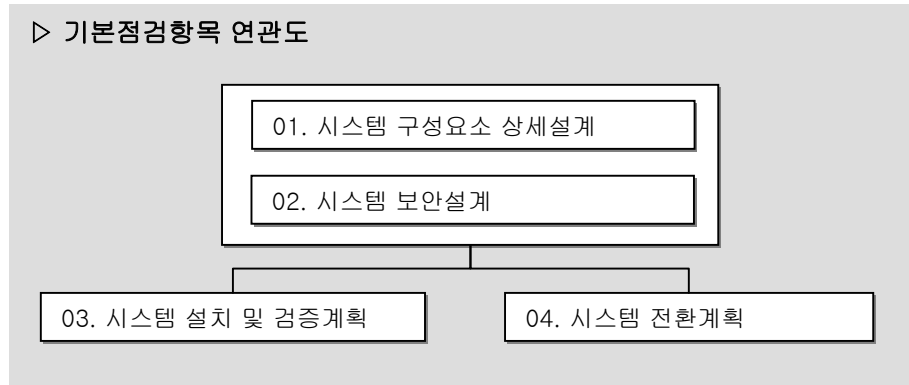 ▷ 기본점검항목 연관도
01. 시스템 구성요소 상세설계
02. 시스템 보안설계
03. 시스템 설치 및 검증계획
04. 시스템 전환계획